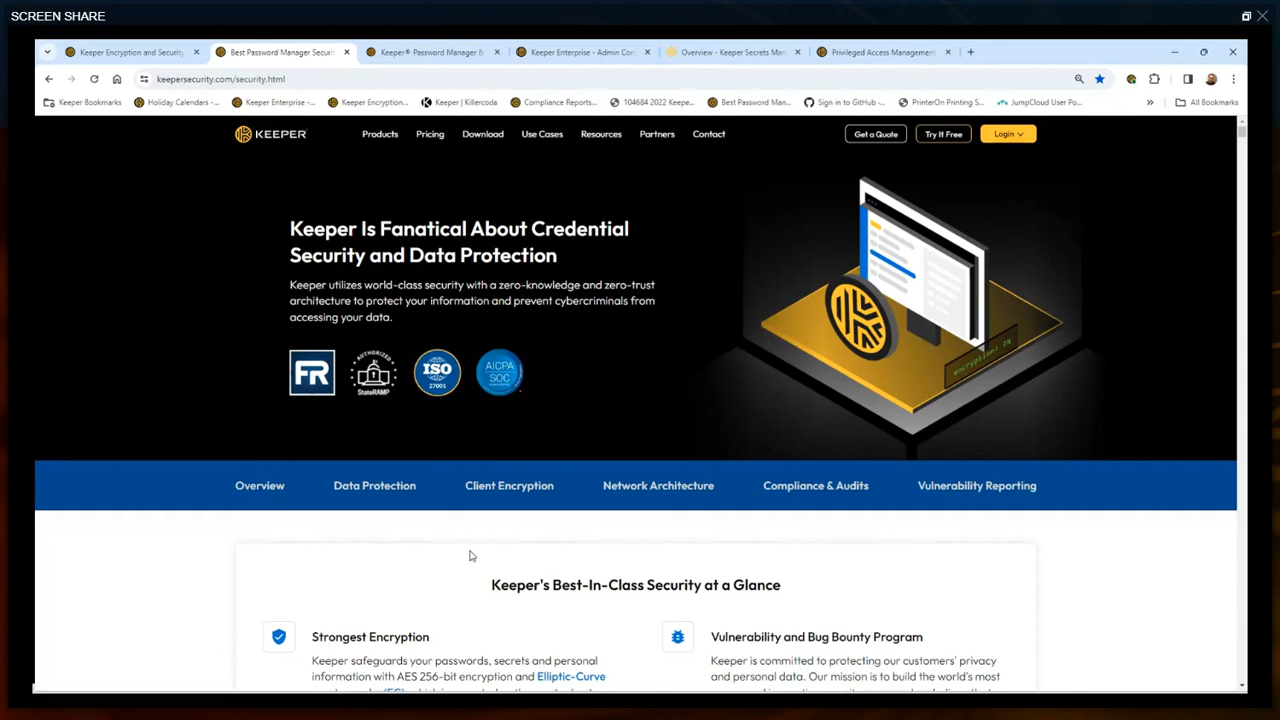 SCREEN SHARE
Keeper Encryption and Security
Best Password Manager Securi
Keeper® Password Manager &
Keeper Enterprise - Admin Con
Overview - Keeper Secrets Man
Privileged Access Management
keepersecurity.com/security.html
Keeper Bookmarks
Holiday Calendars -...
Keeper Enterprise -...
Keeper Encryption...
Keeper | Killercoda
Compliance Reports...
104684 2022 Keepe...
Best Password Man...
Sign in to GitHub ·...
PrinterOn Printing S...
JumpCloud User Po...
All Bookmarks
KEEPER
Products
Pricing
Download
Use Cases
Resources
Partners
Contact
Get a Quote
Try It Free
Login
Keeper Is Fanatical About Credential
Security and Data Protection
Keeper utilizes world-class security with a zero-knowledge and zero-trust
architecture to protect your information and prevent cybercriminals from
accessing your data.
FR
AUTHORIZED
StateRAMP
ISO
27001
AICPA
SOC
encryption: ON
Overview
Data Protection
Client Encryption
Network Architecture
Compliance & Audits
Vulnerability Reporting
Keeper's Best-In-Class Security at a Glance
Strongest Encryption
Keeper safeguards your passwords, secrets and personal
information with AES 256-bit encryption and Elliptic-Curve
Vulnerability and Bug Bounty Program
Keeper is committed to protecting our customers' privacy
and personal data. Our mission is to build the world's most